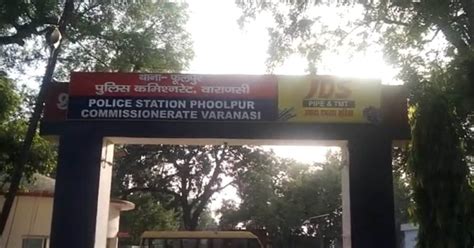 थाना- फूलपुर
पुलिस कमिश्नरेट, वाराणसी
POLICE STATION PHOOLPUR
COMMISSIONERATE VARANASI
JDS
PIPE & TMT